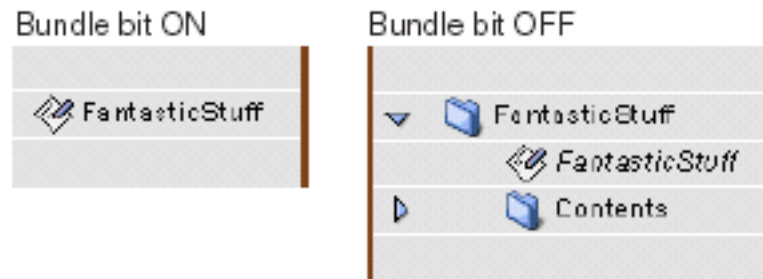 Bundle bit ON
FantasticStuff
Bundle bit OFF
FantasticStuff
FantasticStuff
Contents